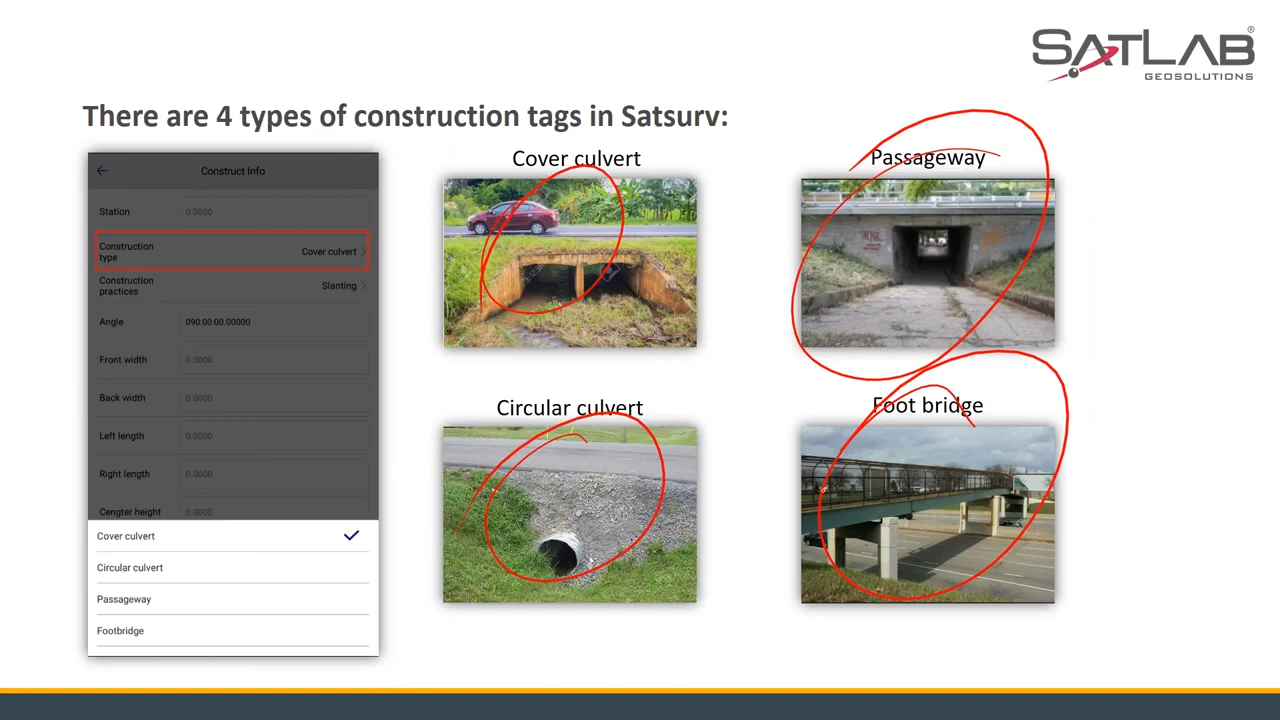 SATLAB®
GEOSOLUTIONS
There are 4 types of construction tags in Satsurv:
Construct Info
Station 0.0000
Construction type Cover culvert
Construction practices Slanting
Angle 090:00:00.00000
Front width 0.0000
Back width 0.0000
Left length 0.0000
Right length 0.0000
Cengter height 0.0000
Cover culvert
Circular culvert
Passageway
Footbridge
Cover culvert
Passageway
Circular culvert
Foot bridge